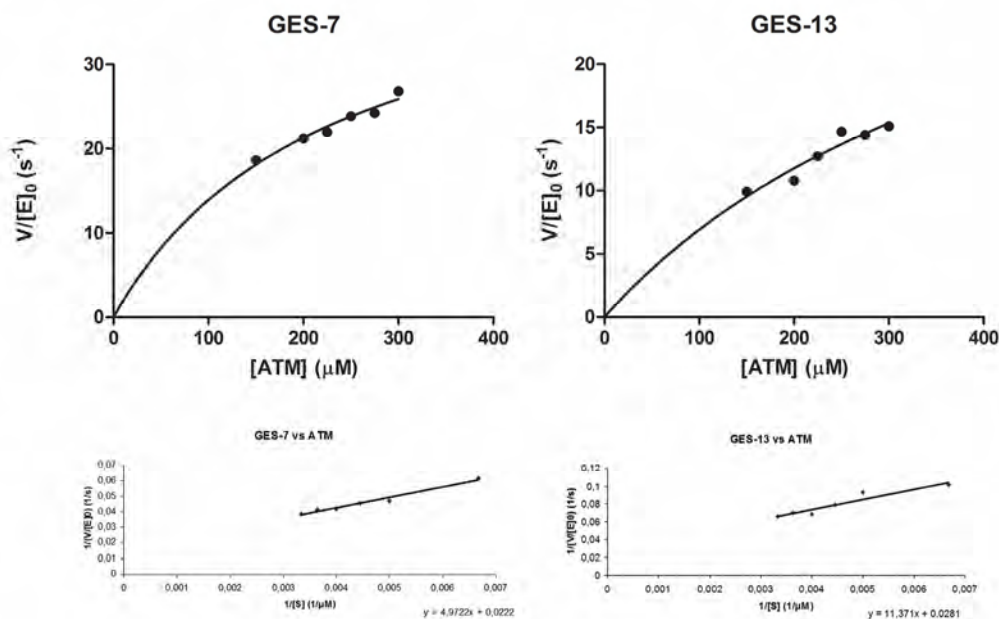 GES-7
30
20
10
0
V/[E]₀ (s⁻¹)
0 100 200 300 400
[ATM] (μM)
GES-13
20
15
10
5
0
V/[E]₀ (s⁻¹)
0 100 200 300 400
[ATM] (μM)
GES-7 vs ATM
0,07
0,06
0,05
0,04
0,03
0,02
0,01
0
1/(V/[E]0) (1/s)
0 0,001 0,002 0,003 0,004 0,005 0,006 0,007
1/[S] (1/μM)
y = 4,9722x + 0,0222
GES-13 vs ATM
0,12
0,1
0,08
0,06
0,04
0,02
0
1/(V/[E]0) (1/s)
0 0,001 0,002 0,003 0,004 0,005 0,006 0,007
1/[S] (1/μM)
y = 11,371x + 0,0281